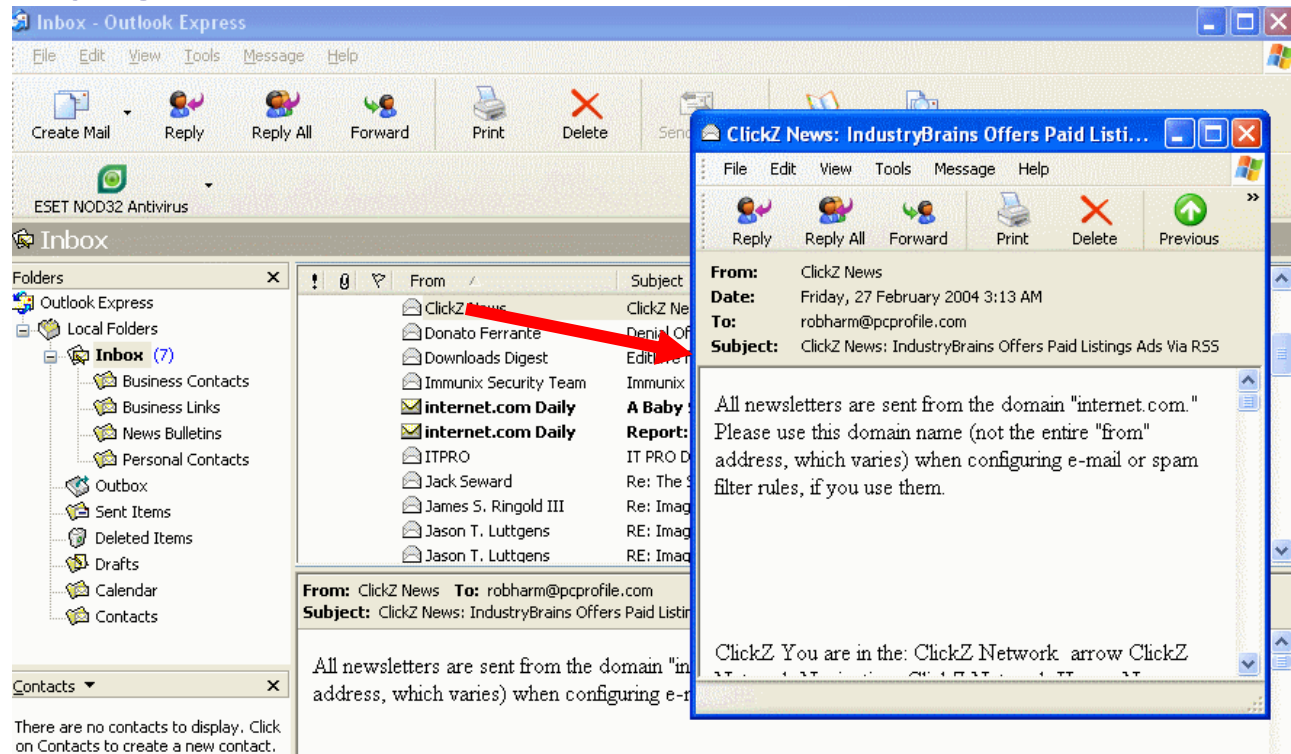 Inbox - Outlook Express
File Edit View Tools Message Help
Create Mail Reply Reply All Forward Print Delete
ESET NOD32 Antivirus
Inbox
Folders
Outlook Express
Local Folders
Inbox (7)
Business Contacts
Business Links
News Bulletins
Personal Contacts
Outbox
Sent Items
Deleted Items
Drafts
Calendar
Contacts
Contacts
There are no contacts to display. Click
on Contacts to create a new contact.
! From Subject
ClickZ News ClickZ Ne
Donato Ferrante Denial Of
Downloads Digest
Immunix Security Team Immunix
internet.com Daily A Baby
internet.com Daily Report:
ITPRO IT PRO D
Jack Seward Re: The S
James S. Ringold III Re: Imag
Jason T. Luttgens RE: Imag
Jason T. Luttgens RE: Imag
From: ClickZ News To: robharm@pcprofile.com
Subject: ClickZ News: IndustryBrains Offers Paid Listin
All newsletters are sent from the domain "in
address, which varies) when configuring e-r
ClickZ News: IndustryBrains Offers Paid Listi...
File Edit View Tools Message Help
Reply Reply All Forward Print Delete Previous »
From: ClickZ News
Date: Friday, 27 February 2004 3:13 AM
To: robharm@pcprofile.com
Subject: ClickZ News: IndustryBrains Offers Paid Listings Ads Via RSS
All newsletters are sent from the domain "internet.com."
Please use this domain name (not the entire "from"
address, which varies) when configuring e-mail or spam
filter rules, if you use them.
ClickZ You are in the: ClickZ Network arrow ClickZ